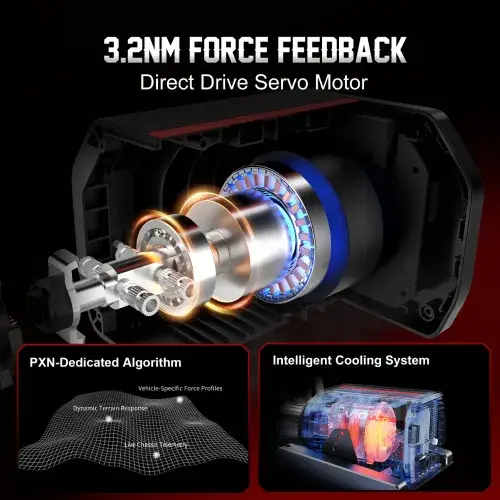 3.2NM FORCE FEEDBACK
Direct Drive Servo Motor
PXN-Dedicated Algorithm
Vehicle-Specific Force Profiles
Dynamic Terrain Response
Live Chassis Telemetry
Intelligent Cooling System